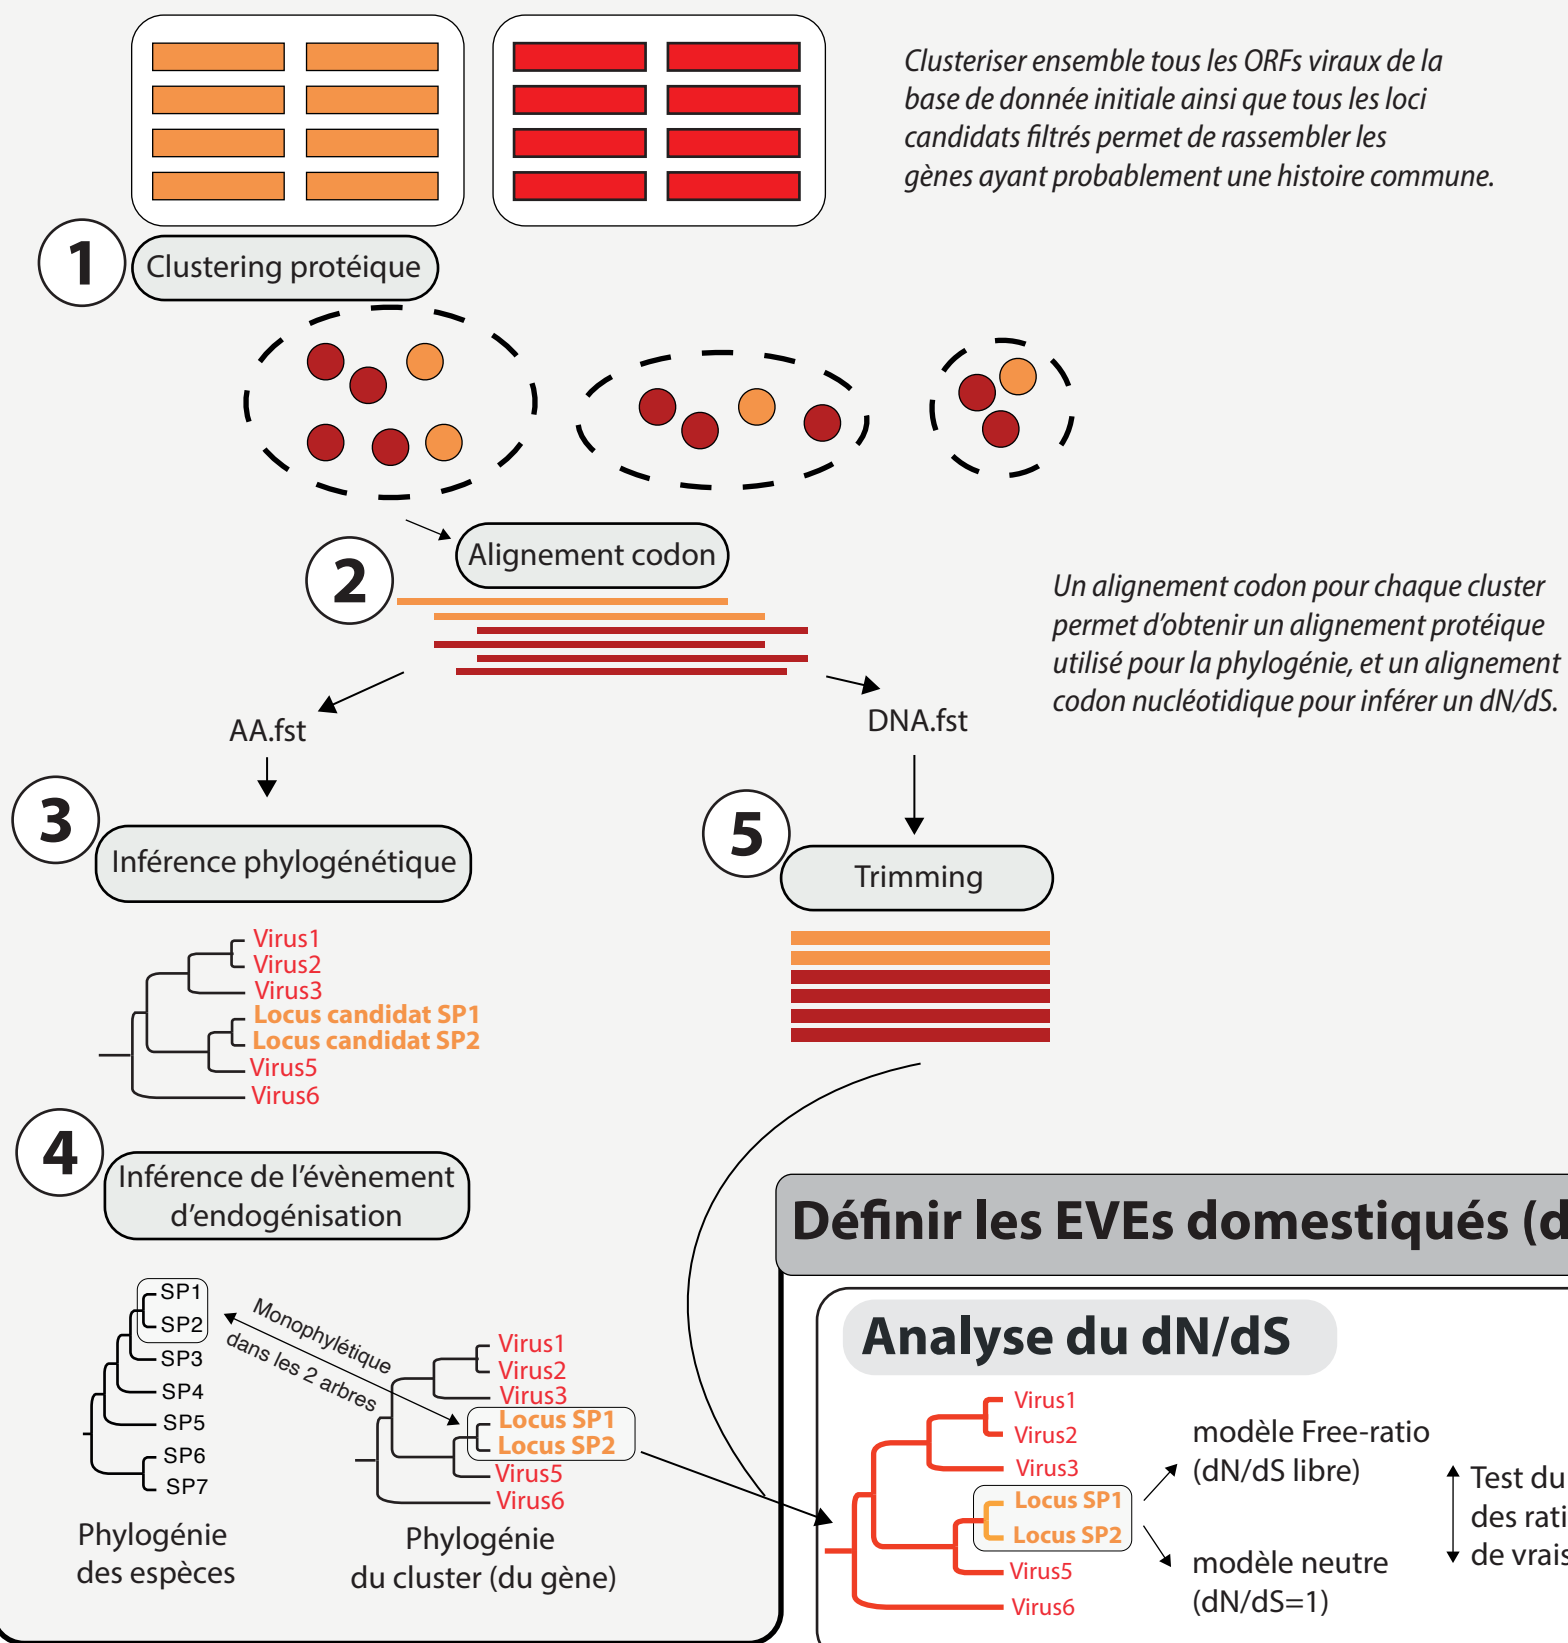 Clusteriser ensemble tous les ORFs viraux de la
base de donnée initiale ainsi que tous les loci
candidats filtrés permet de rassembler les
gènes ayant probablement une histoire commune.
1
Clustering protéique
2
Alignement codon
Un alignement codon pour chaque cluster
permet d'obtenir un alignement protéique
utilisé pour la phylogénie, et un alignement
codon nucléotidique pour inférer un dN/dS.
AA.fst
DNA.fst
3
Inférence phylogénétique
Virus1
Virus2
Virus3
Locus candidat SP1
Locus candidat SP2
Virus5
Virus6
5
Trimming
4
Inférence de l'évènement
d'endogénisation
SP1
SP2
SP3
SP4
SP5
SP6
SP7
Phylogénie
des espèces
Monophylétique
dans les 2 arbres
Virus1
Virus2
Virus3
Locus SP1
Locus SP2
Virus5
Virus6
Phylogénie
du cluster (du gène)
Définir les EVEs domestiqués (d
Analyse du dN/dS
Virus1
Virus2
Virus3
Locus SP1
Locus SP2
Virus5
Virus6
modèle Free-ratio
(dN/dS libre)
modèle neutre
(dN/dS=1)
Test du
des rati
de vrais